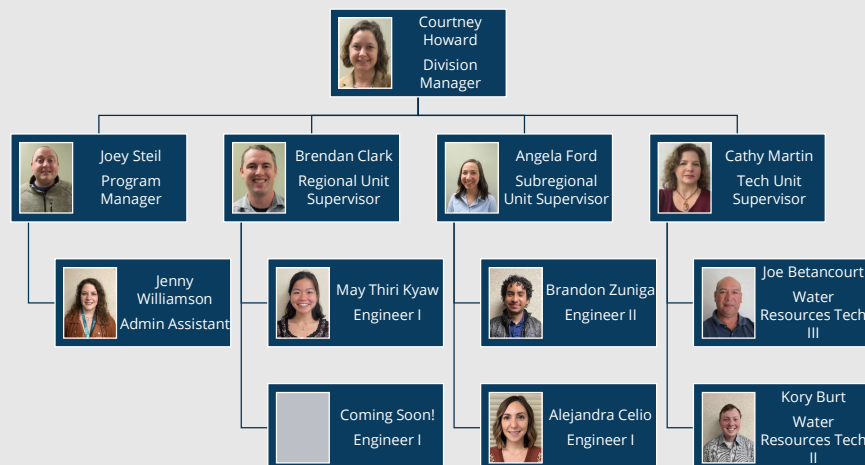 Courtney
Howard
Division
Manager
Joey Steil
Program
Manager
Brendan Clark
Regional Unit
Supervisor
Angela Ford
Subregional
Unit Supervisor
Cathy Martin
Tech Unit
Supervisor
Jenny
Williamson
Admin Assistant
May Thiri Kyaw
Engineer I
Brandon Zuniga
Engineer II
Joe Betancourt
Water
Resources Tech
III
Coming Soon!
Engineer I
Alejandra Celio
Engineer I
Kory Burt
Water
Resources Tech
II